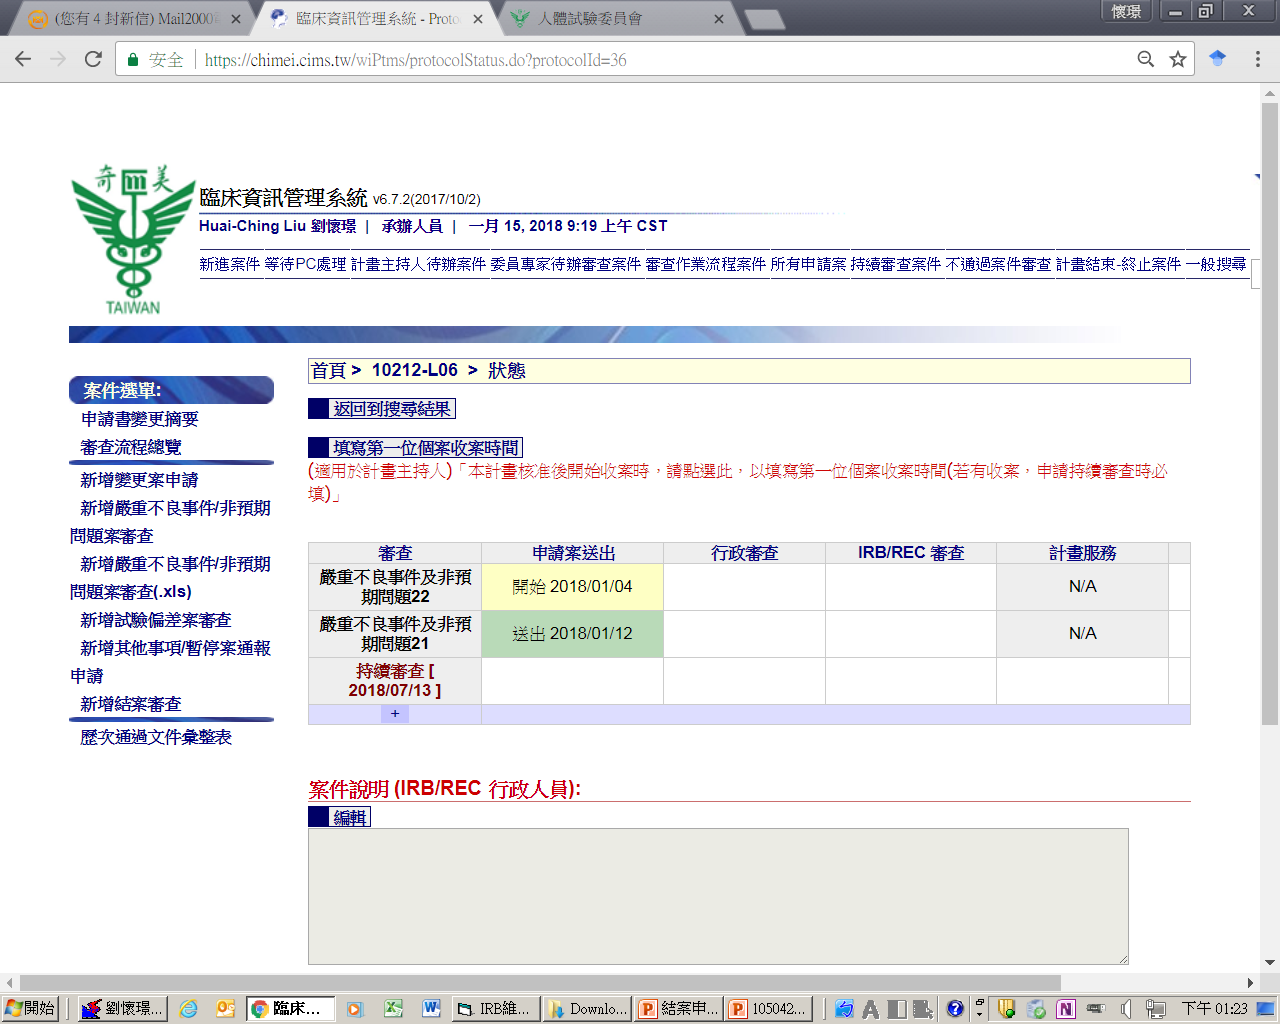 (您有 4 封新信) Mail2000
臨床資訊管理系統 - Proto
人體試驗委員會
懷璟
安全
https://chimei.cims.tw/wiPtms/protocolStatus.do?protocolId=36
奇 美
TAIWAN
臨床資訊管理系統 v6.7.2(2017/10/2)
Huai-Ching Liu 劉懷璟 | 承辦人員 | 一月 15, 2018 9:19 上午 CST
新進案件 等待PC處理 計畫主持人待辦案件 委員專家待辦審查案件 審查作業流程案件 所有申請案 持續審查案件 不通過案件審查 計畫結束-終止案件 一般搜尋
案件選單:
申請書變更摘要
審查流程總覽
新增變更案申請
新增嚴重不良事件/非預期
問題案審查
新增嚴重不良事件/非預期
問題案審查(.xls)
新增試驗偏差案審查
新增其他事項/暫停案通報
申請
新增結案審查
歷次通過文件彙整表
首頁 > 10212-L06 > 狀態
返回到搜尋結果
填寫第一位個案收案時間
(適用於計畫主持人)「本計畫核准後開始收案時，請點選此，以填寫第一位個案收案時間(若有收案，申請持續審查時必
填)」
審查 申請案送出 行政審查 IRB/REC 審查 計畫服務
嚴重不良事件及非預
期問題22
開始 2018/01/04 N/A
嚴重不良事件及非預
期問題21
送出 2018/01/12 N/A
持續審查 [
2018/07/13 ]
+
案件說明 (IRB/REC 行政人員):
編輯
開始 劉懷璟... 臨床... IRB維... Downlo... 結案申... 105042... 下午 01:23